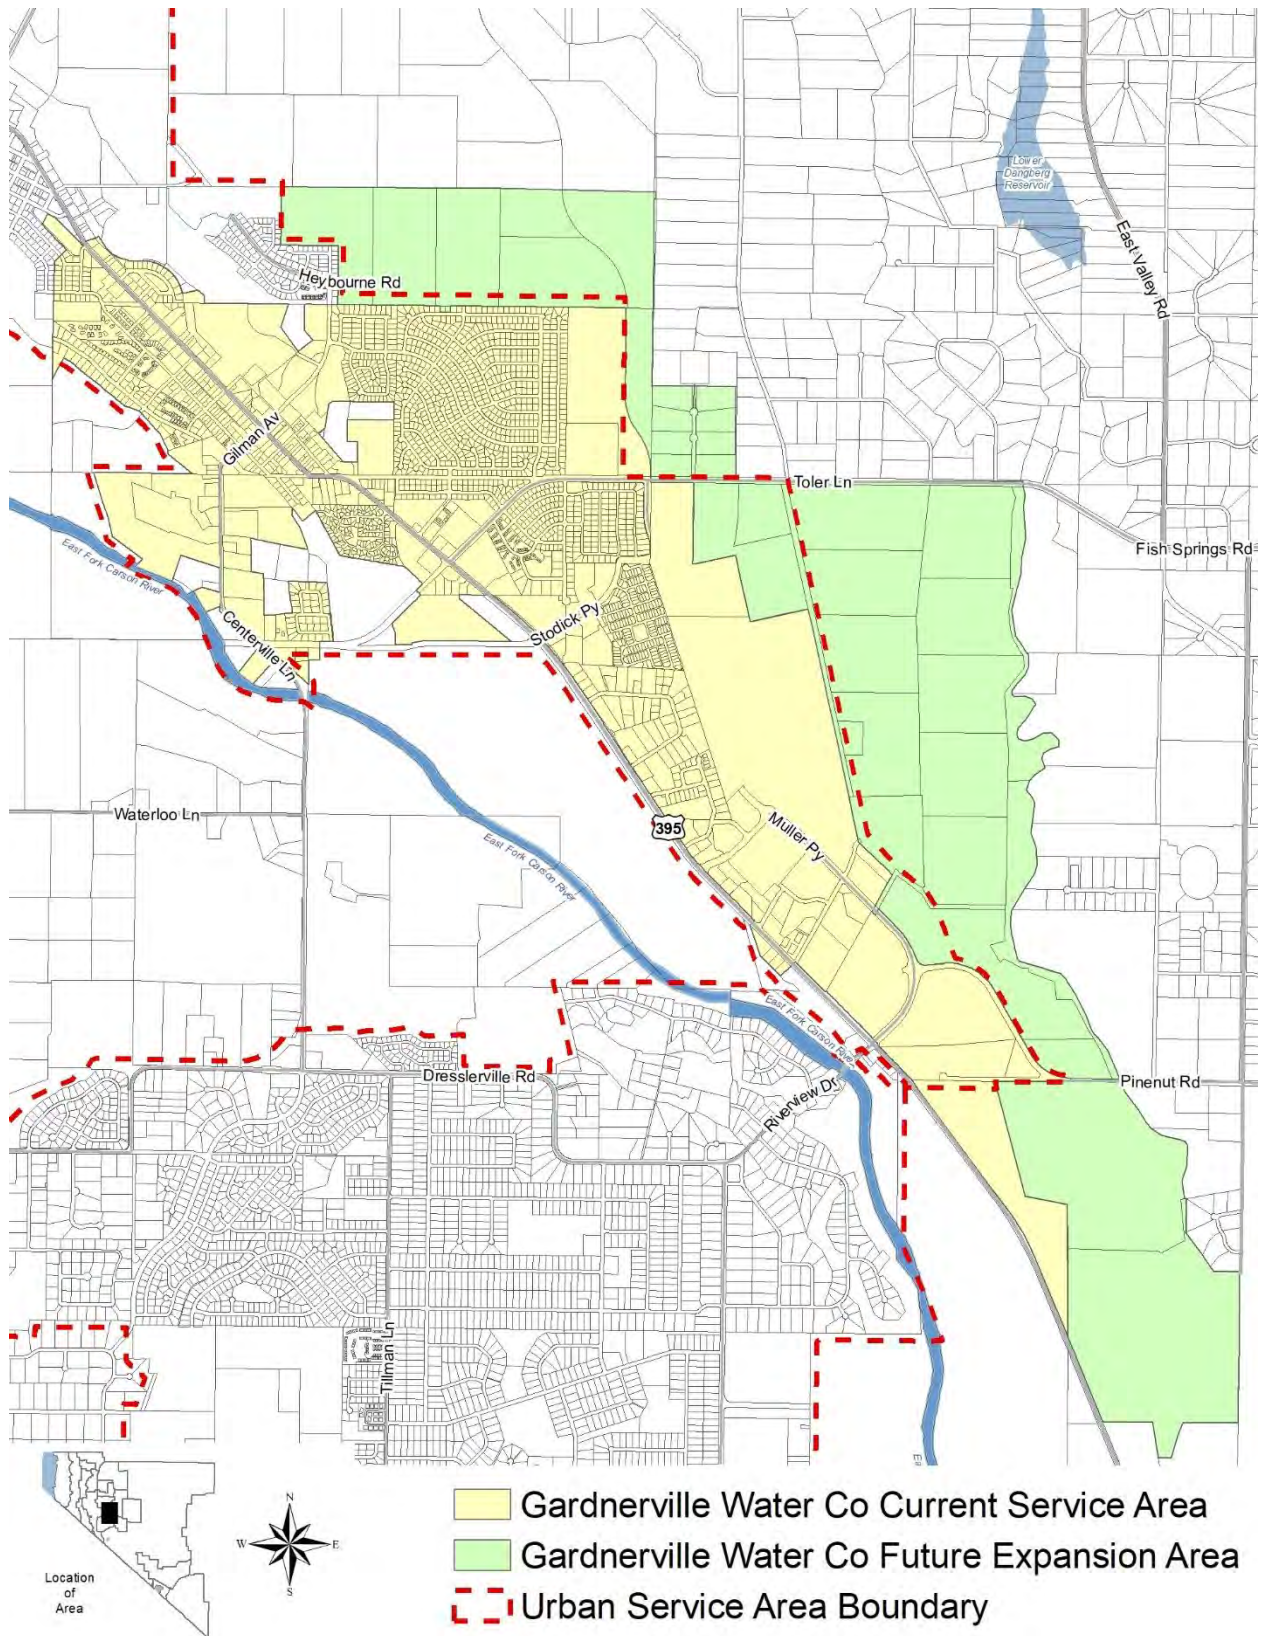 Lower
Dangberg
Reservoir
East Valley Rd
Heybourne Rd
Gilman Av
Toler Ln
Fish Springs Rd
East Fork Carson River
Centerville Ln
Stodick Py
Waterloo Ln
395
Muller Py
East Fork Carson River
East Fork Carson Rive
Dresslerville Rd
Pinenut Rd
Riverview Dr
Tillman Ln
Ea
Location
of
Area
N
W
E
S
Gardnerville Water Co Current Service Area
Gardnerville Water Co Future Expansion Area
Urban Service Area Boundary